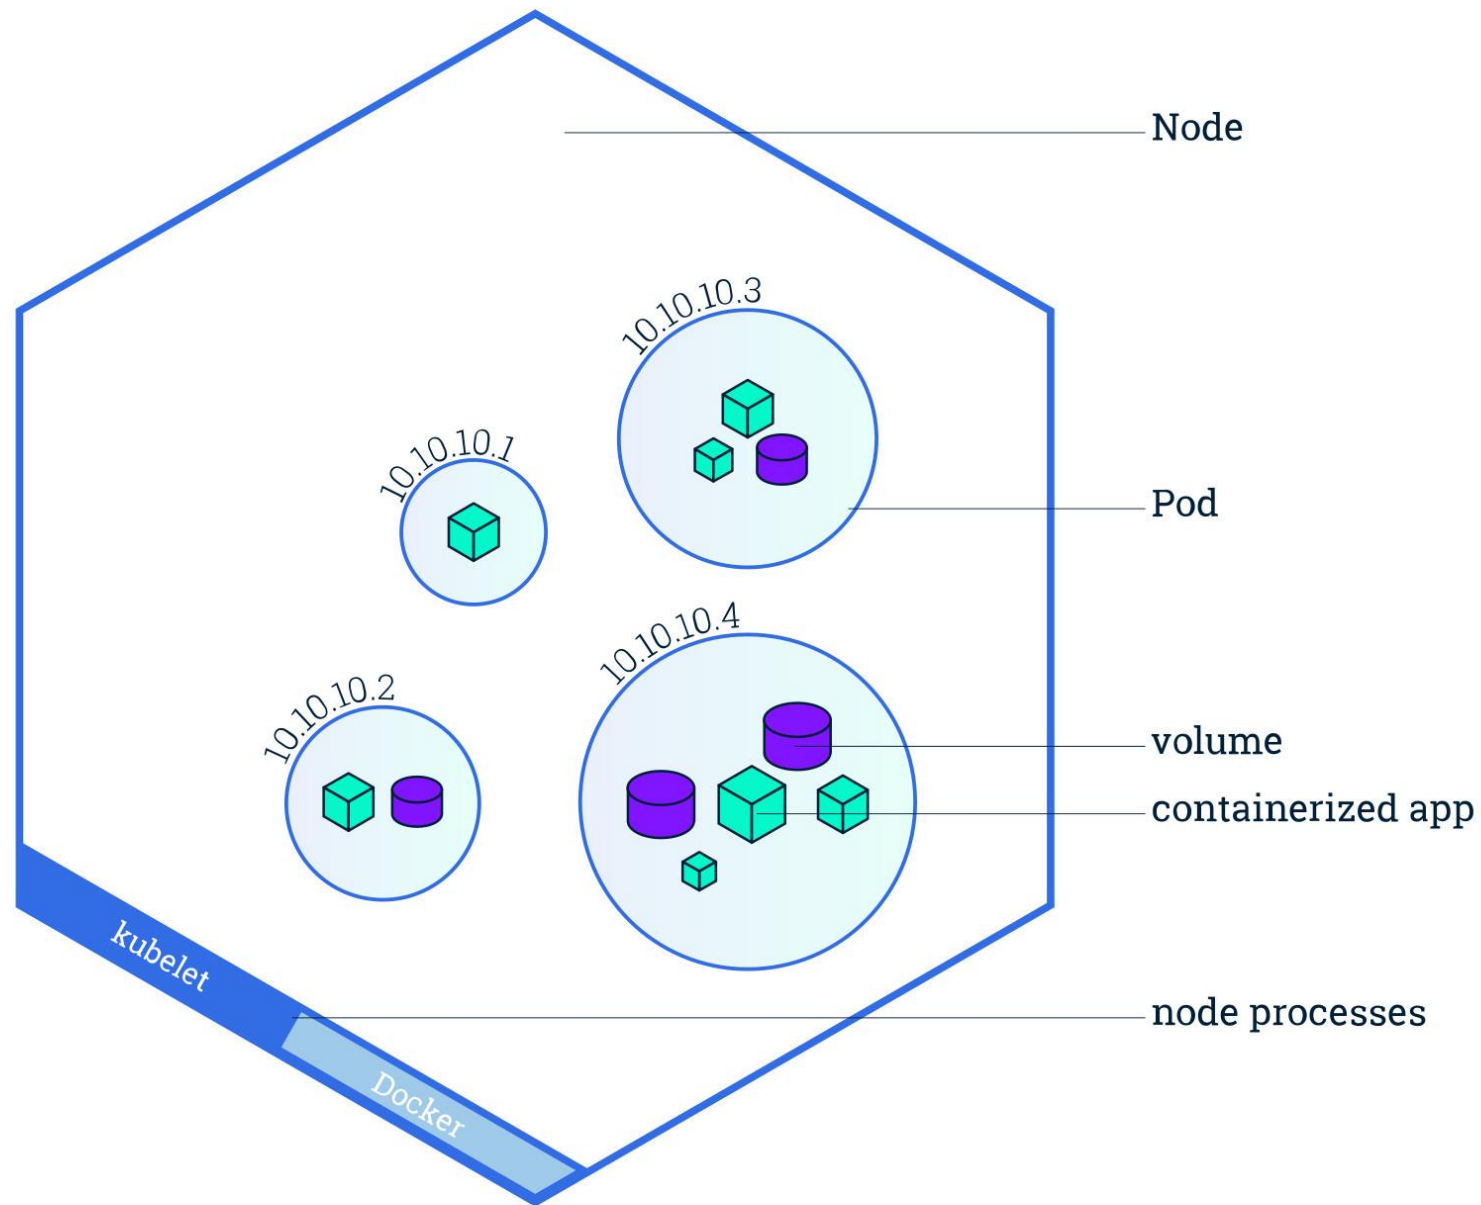 Node
10.10.10.3
10.10.10.1
Pod
10.10.10.4
10.10.10.2
volume
containerized app
kubelet
node processes
Docker